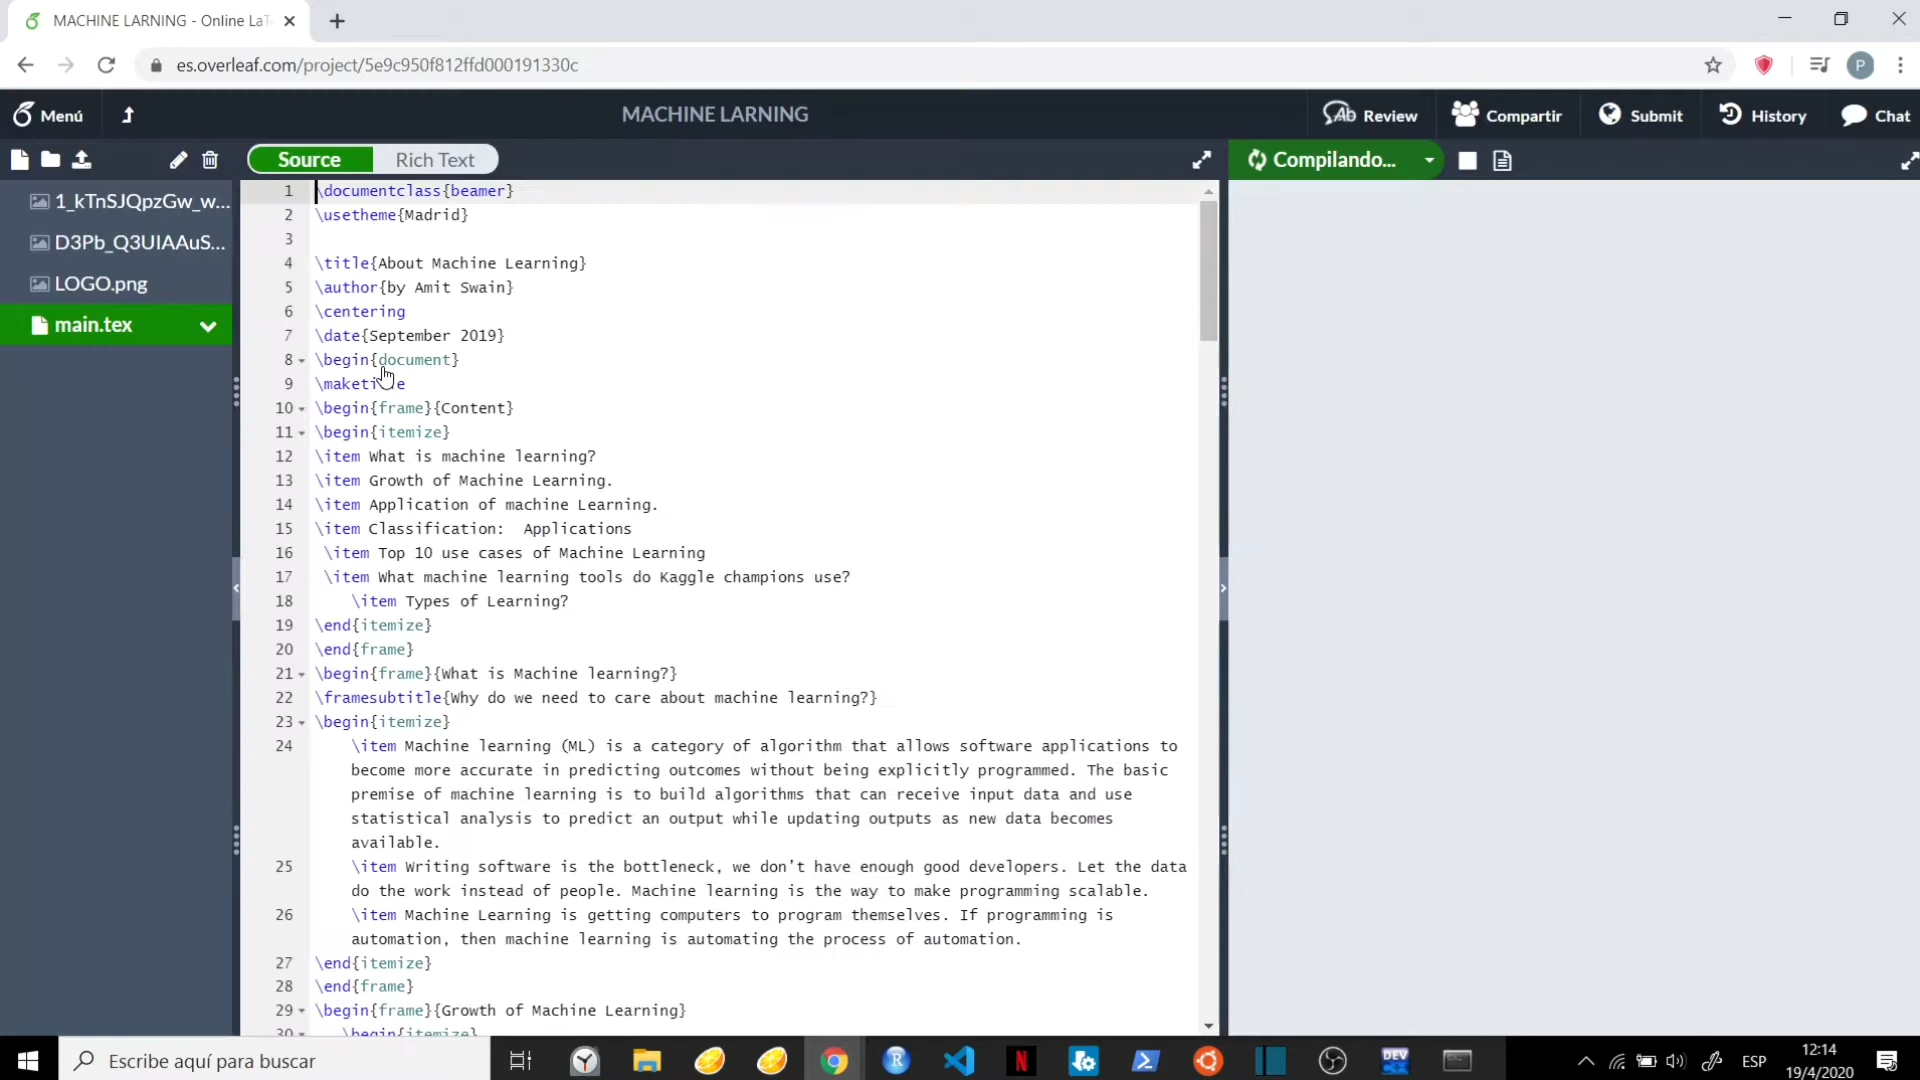 MACHINE LARNING - Online LaT
es.overleaf.com/project/5e9c950f812ffd000191330c
P
Menú
MACHINE LARNING
Review
Compartir
Submit
History
Chat
Source
Rich Text
Compilando...
1_kTnSJQpzGw_w...
D3Pb_Q3UIAAuS...
LOGO.png
main.tex
1 \documentclass{beamer}
2 \usetheme{Madrid}
3
4 \title{About Machine Learning}
5 \author{by Amit Swain}
6 \centering
7 \date{September 2019}
8 \begin{document}
9 \maketitle
10 \begin{frame}{Content}
11 \begin{itemize}
12 \item What is machine learning?
13 \item Growth of Machine Learning.
14 \item Application of machine Learning.
15 \item Classification:  Applications
16 \item Top 10 use cases of Machine Learning
17 \item What machine learning tools do Kaggle champions use?
18 \item Types of Learning?
19 \end{itemize}
20 \end{frame}
21 \begin{frame}{What is Machine learning?}
22 \framesubtitle{Why do we need to care about machine learning?}
23 \begin{itemize}
24 \item Machine learning (ML) is a category of algorithm that allows software applications to
become more accurate in predicting outcomes without being explicitly programmed. The basic
premise of machine learning is to build algorithms that can receive input data and use
statistical analysis to predict an output while updating outputs as new data becomes
available.
25 \item Writing software is the bottleneck, we don’t have enough good developers. Let the data
do the work instead of people. Machine learning is the way to make programming scalable.
26 \item Machine Learning is getting computers to program themselves. If programming is
automation, then machine learning is automating the process of automation.
27 \end{itemize}
28 \end{frame}
29 \begin{frame}{Growth of Machine Learning}
30 \begin{itemize}
Escribe aquí para buscar
R
N
DEV
ESP
12:14
19/4/2020